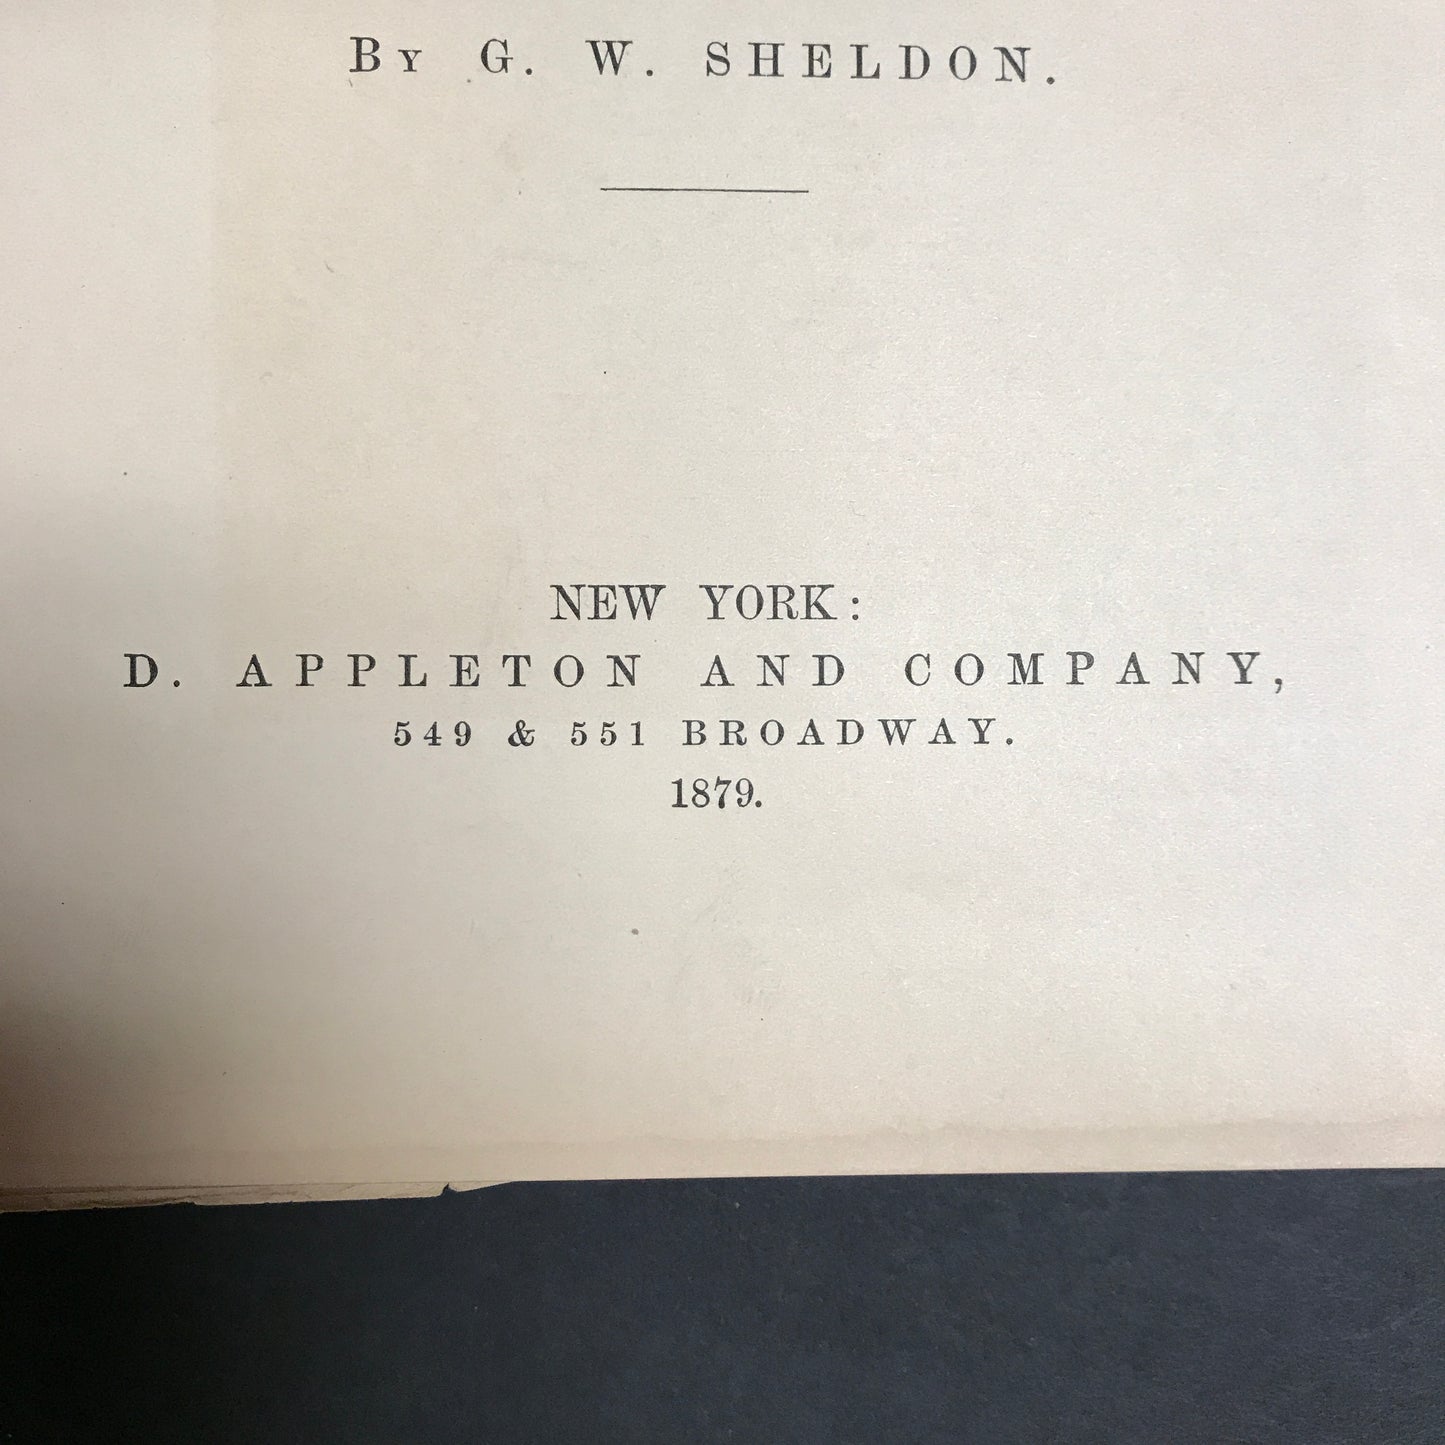 By G. W. SHELDON.
NEW YORK:
D. APPLETON AND COMPANY,
549 & 551 BROADWAY.
1879.